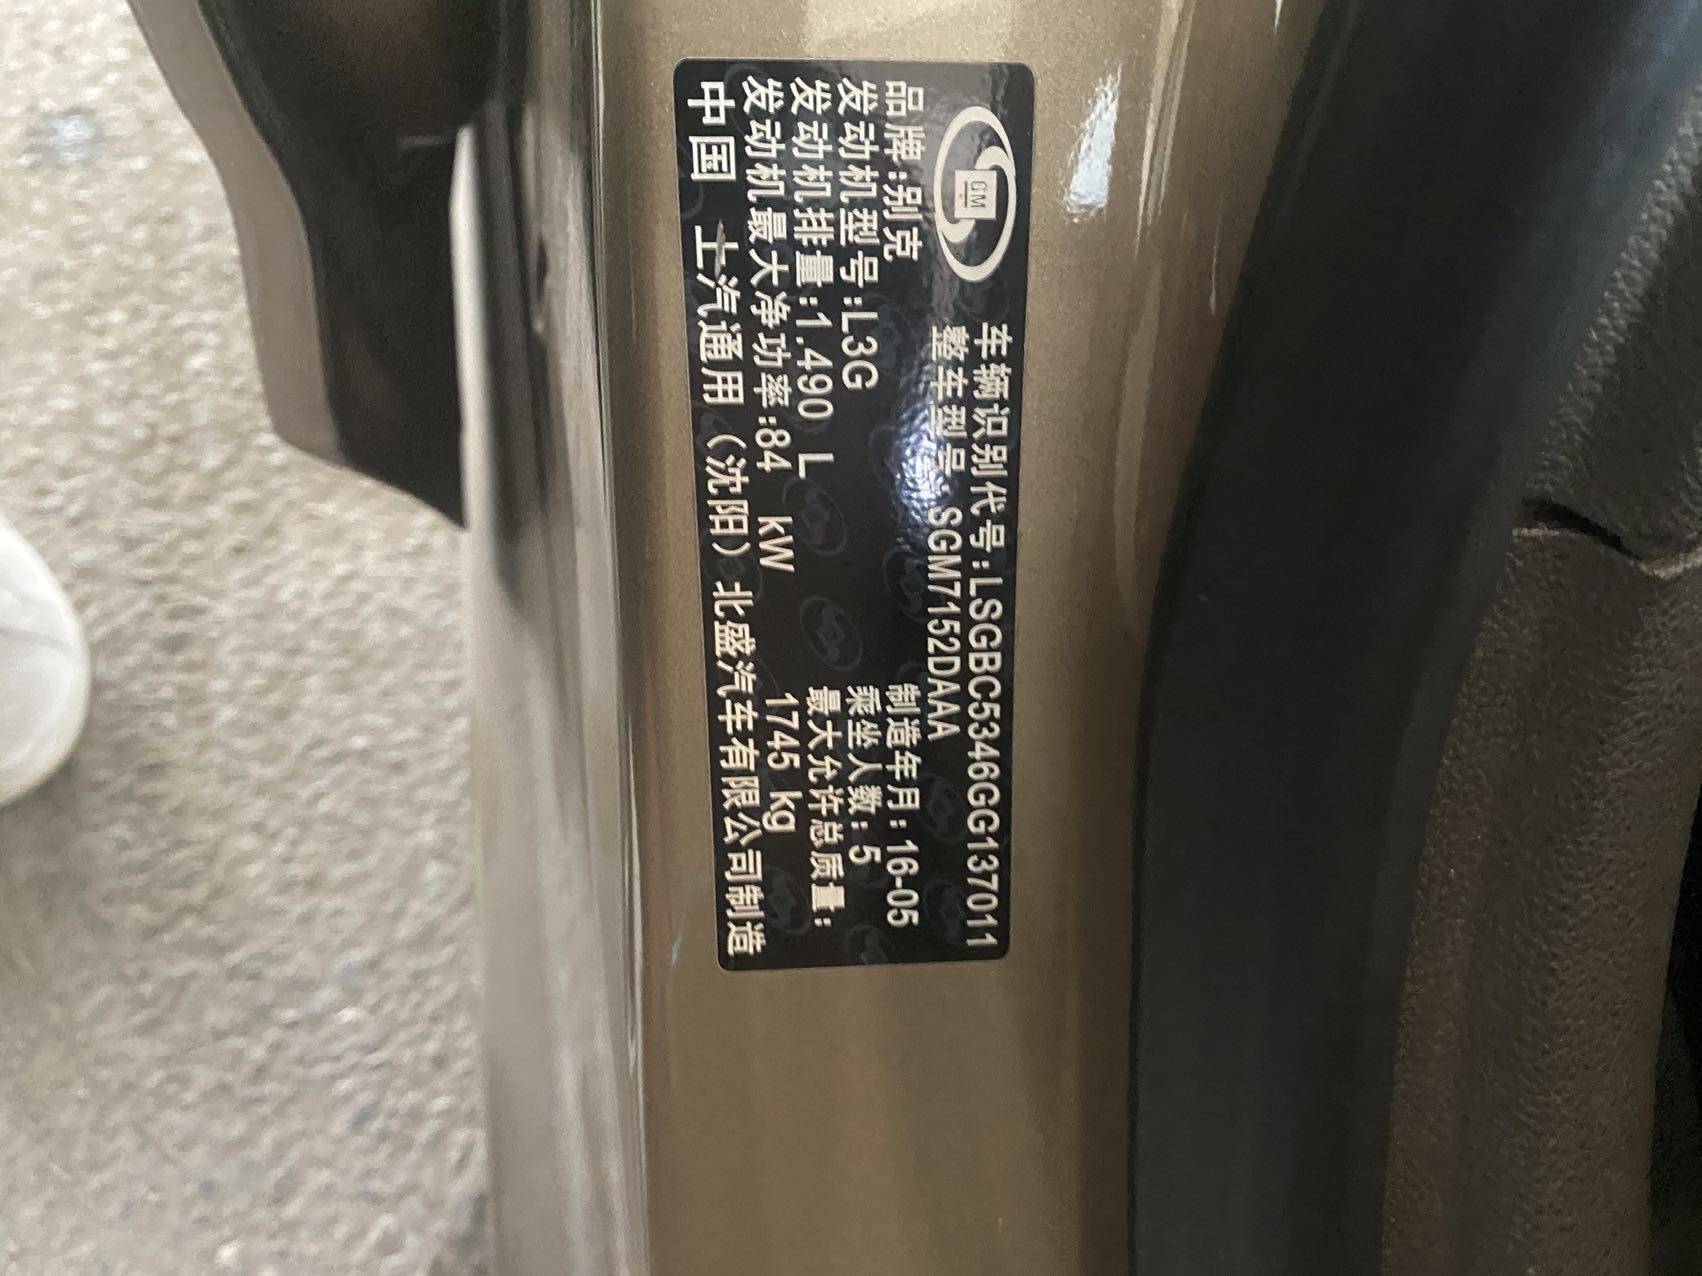 GM
车辆识别代号:LSGBC5346GG137011
整车型号: SGM7152DAAA
品牌:别克
制造年月: 16-05
发动机型号:L3G
乘坐人数: 5
发动机排量:1.490 L
最大允许总质量:
发动机最大净功率:84 kW
1745 kg
中国 上汽通用（沈阳）北盛汽车有限公司制造